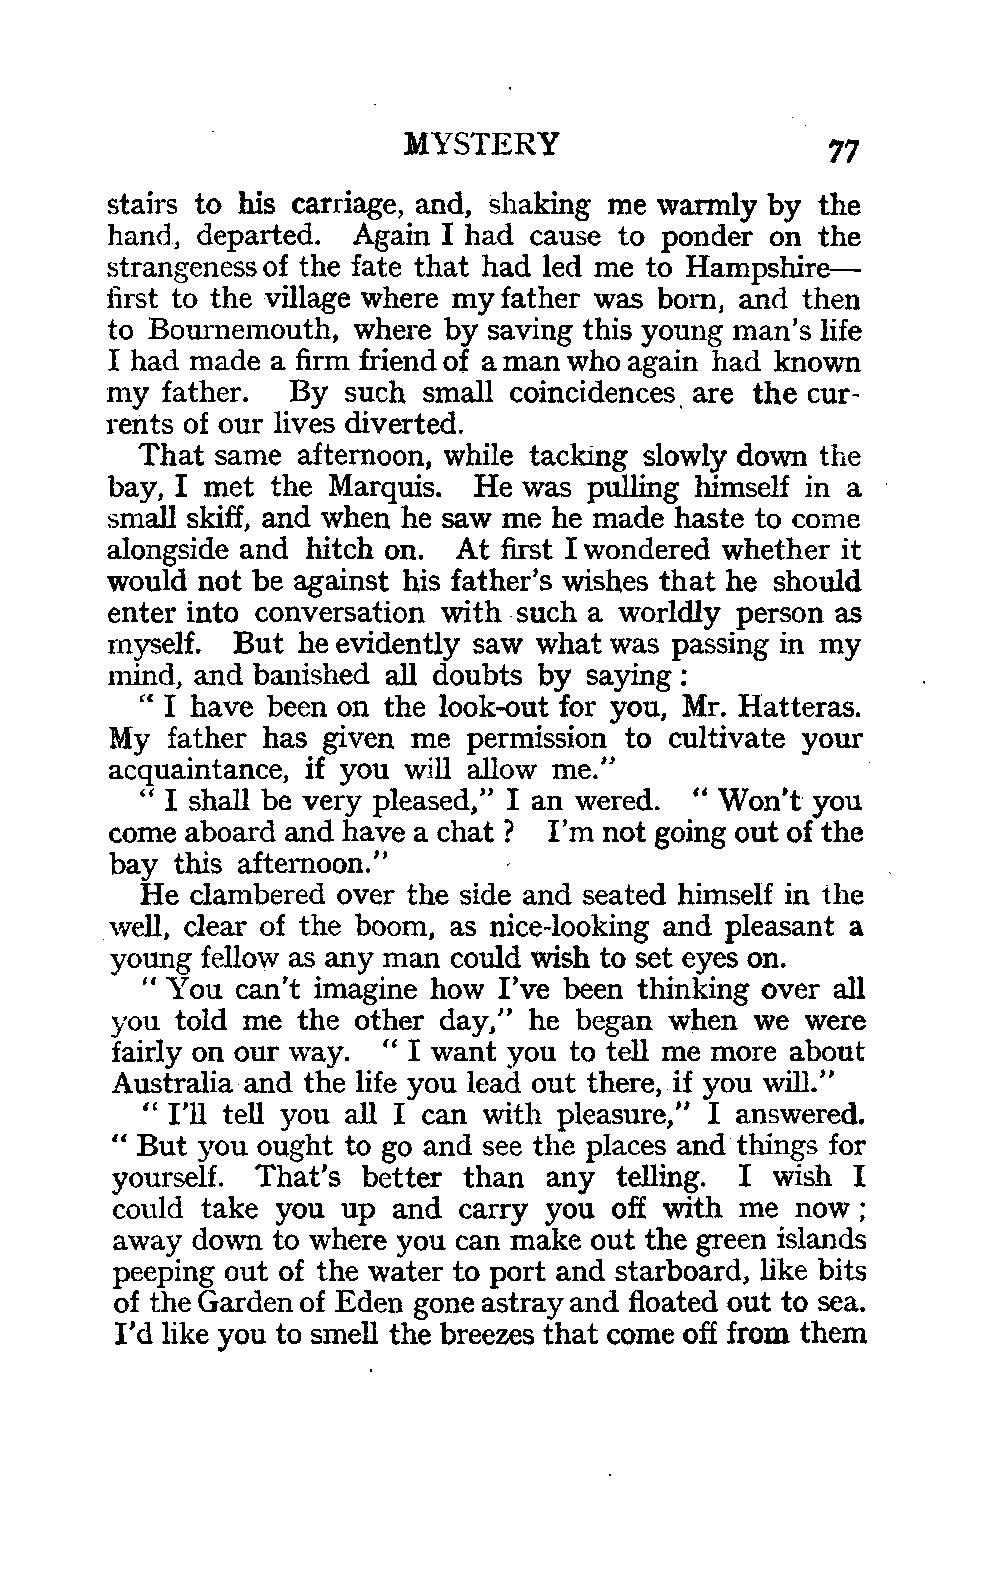 MYSTERY 77
stairs to his carriage, and, shaking me warmly by the
hand, departed. Again I had cause to ponder on the
strangeness of the fate that had led me to Hampshire—
first to the village where my father was born, and then
to Bournemouth, where by saving this young man's life
I had made a firm friend of a man who again had known
my father. By such small coincidences are the cur-
rents of our lives diverted.
That same afternoon, while tacking slowly down the
bay, I met the Marquis. He was pulling himself in a
small skiff, and when he saw me he made haste to come
alongside and hitch on. At first I wondered whether it
would not be against his father's wishes that he should
enter into conversation with such a worldly person as
myself. But he evidently saw what was passing in my
mind, and banished all doubts by saying :
" I have been on the look-out for you, Mr. Hatteras.
My father has given me permission to cultivate your
acquaintance, if you will allow me."
" I shall be very pleased," I an wered. " Won't you
come aboard and have a chat ? I'm not going out of the
bay this afternoon."
He clambered over the side and seated himself in the
well, clear of the boom, as nice-looking and pleasant a
young fellow as any man could wish to set eyes on.
" You can't imagine how I've been thinking over all
you told me the other day," he began when we were
fairly on our way. " I want you to tell me more about
Australia and the life you lead out there, if you will."
" I'll tell you all I can with pleasure," I answered.
" But you ought to go and see the places and things for
yourself. That's better than any telling. I wish I
could take you up and carry you off with me now ;
away down to where you can make out the green islands
peeping out of the water to port and starboard, like bits
of the Garden of Eden gone astray and floated out to sea.
I'd like you to smell the breezes that come off from them